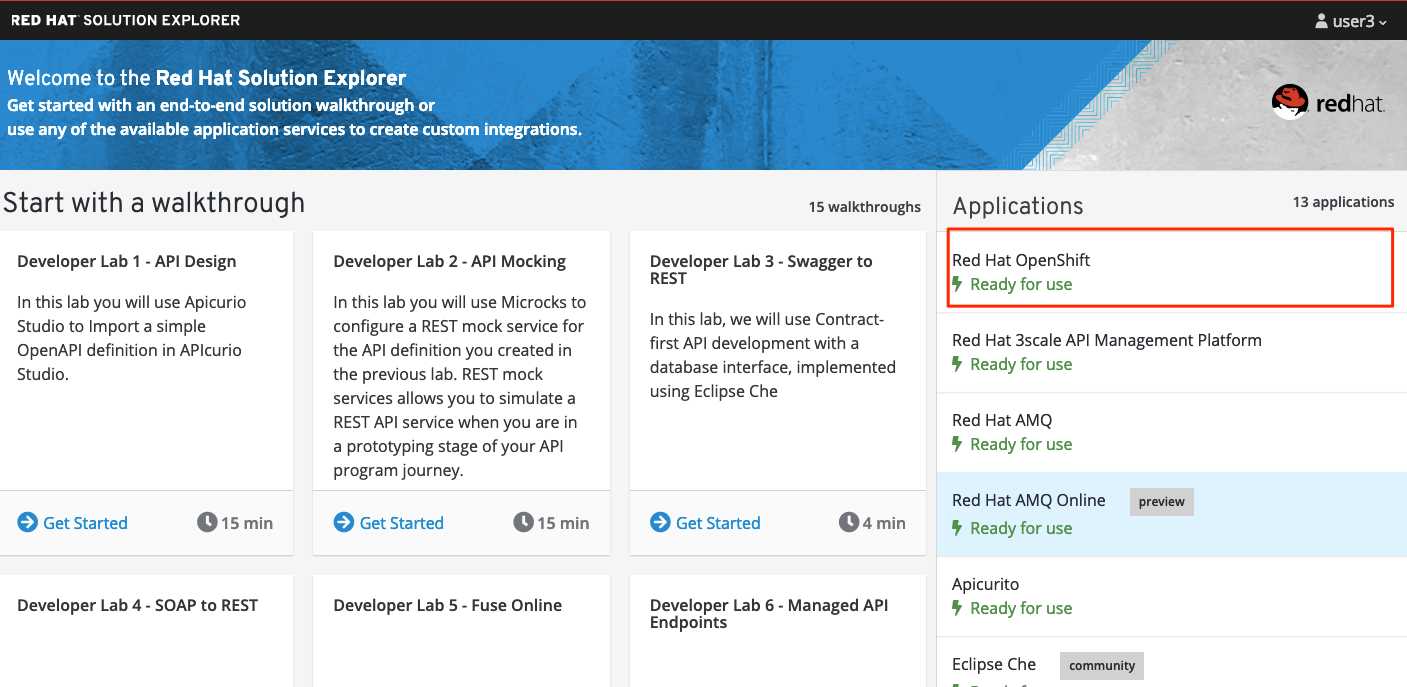 RED HAT SOLUTION EXPLORER
user3
Welcome to the Red Hat Solution Explorer
Get started with an end-to-end solution walkthrough or
use any of the available application services to create custom integrations.
redhat.
Start with a walkthrough
15 walkthroughs
Developer Lab 1 - API Design
In this lab you will use Apicurio
Studio to Import a simple
OpenAPI definition in APIcurio
Studio.
Get Started
15 min
Developer Lab 2 - API Mocking
In this lab you will use Microcks to
configure a REST mock service for
the API definition you created in
the previous lab. REST mock
services allows you to simulate a
REST API service when you are in
a prototyping stage of your API
program journey.
Get Started
15 min
Developer Lab 3 - Swagger to
REST
In this lab, we will use Contract-
first API development with a
database interface, implemented
using Eclipse Che
Get Started
4 min
Developer Lab 4 - SOAP to REST
Developer Lab 5 - Fuse Online
Developer Lab 6 - Managed API
Endpoints
Applications
13 applications
Red Hat OpenShift
Ready for use
Red Hat 3scale API Management Platform
Ready for use
Red Hat AMQ
Ready for use
Red Hat AMQ Online
preview
Ready for use
Apicurito
Ready for use
Eclipse Che
community